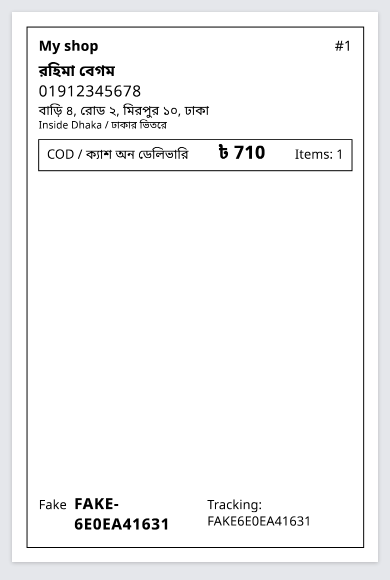 My shop #1
রহিমা বেগম
01912345678
বাড়ি ৪, রোড ২, মিরপুর ১০, ঢাকা
Inside Dhaka / ঢাকার ভিতরে
COD / ক্যাশ অন ডেলিভারি ৳ 710 Items: 1
Fake FAKE-6E0EA41631
Tracking: FAKE6E0EA41631